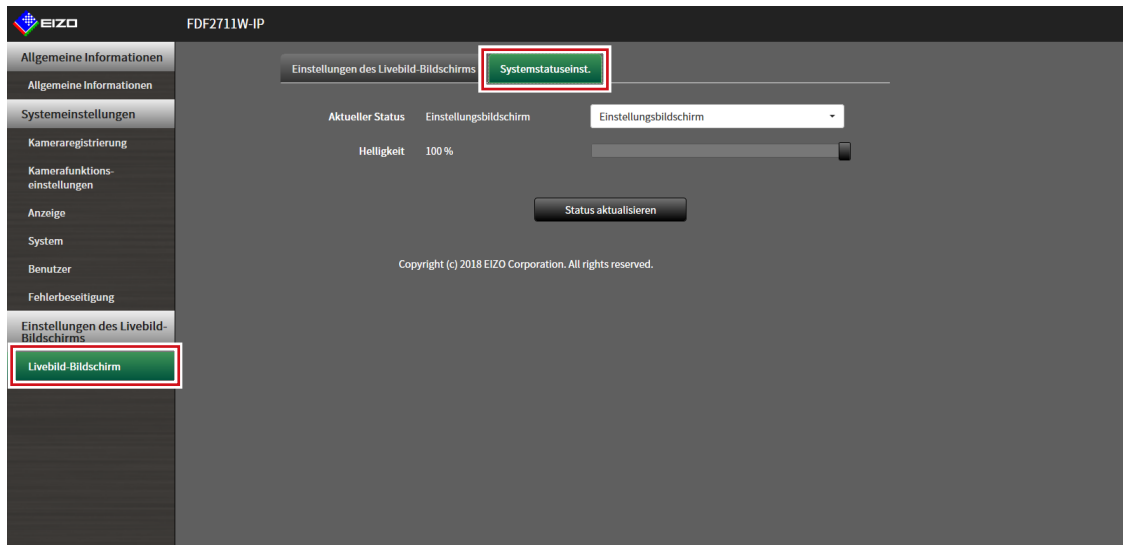 EIZO
FDF2711W-IP
Allgemeine Informationen
Allgemeine Informationen
Systemeinstellungen
Kameraregistrierung
Kamerafunktions-
einstellungen
Anzeige
System
Benutzer
Fehlerbeseitigung
Einstellungen des Livebild-
Bildschirms
Livebild-Bildschirm
Einstellungen des Livebild-Bildschirms
Systemstatuseinst.
Aktueller Status Einstellungsbildschirm Einstellungsbildschirm
Helligkeit 100 %
Status aktualisieren
Copyright (c) 2018 EIZO Corporation. All rights reserved.